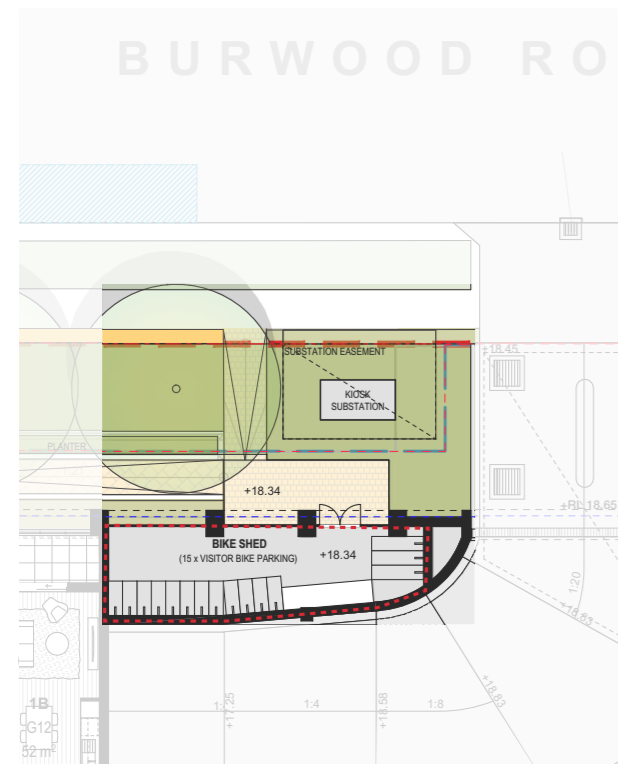 BURWOOD RO
+18.45
SUBSTATION EASEMENT
KIOSK
SUBSTATION
PLANTER
+18.34
+RL 18.65
BIKE SHED
(15 x VISITOR BIKE PARKING)
+18.34
1:20
+18.83
+18.83
1B
G12
52 m²
+17.25
1:4
+18.58
1:8